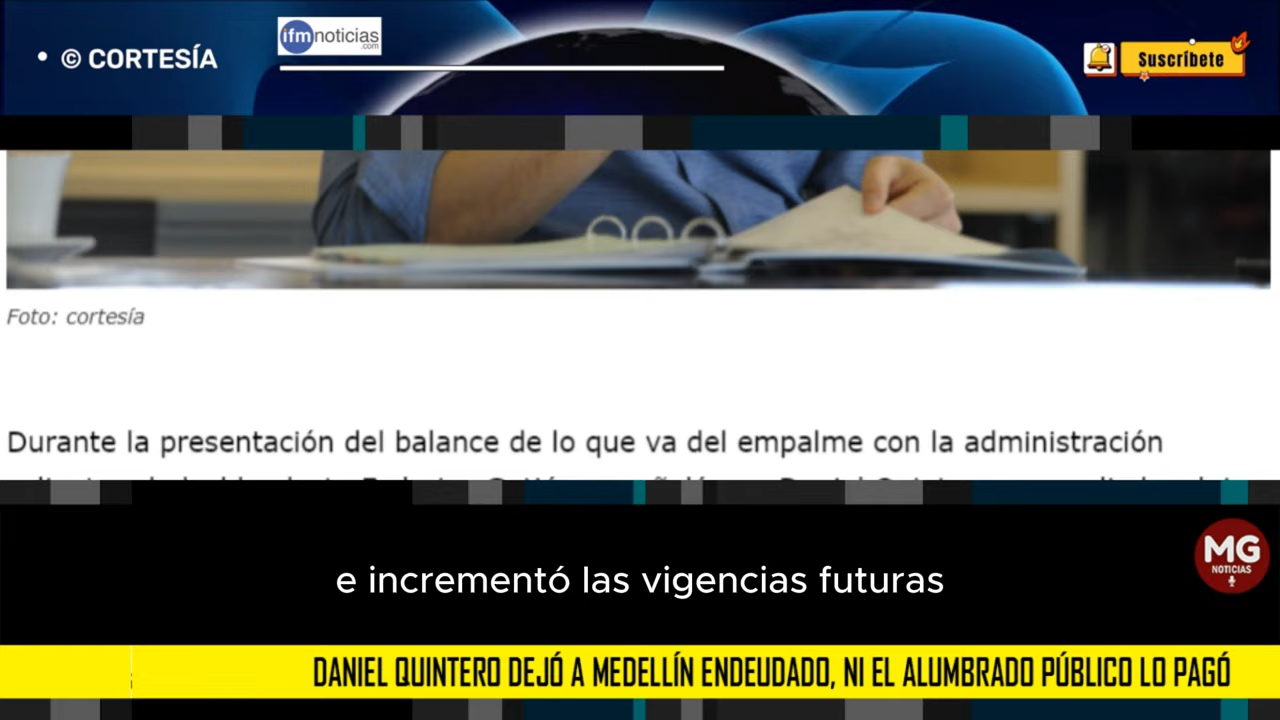 • © CORTESÍA
ifmnoticias
.com
Suscríbete
Foto: cortesía
Durante la presentación del balance de lo que va del empalme con la administración
e incrementó las vigencias futuras
MG
NOTICIAS
DANIEL QUINTERO DEJÓ A MEDELLÍN ENDEUDADO, NI EL ALUMBRADO PÚBLICO LO PAGÓ